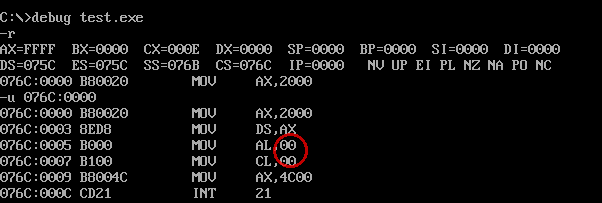 C:\>debug test.exe
-r
AX=FFFF  BX=0000  CX=000E  DX=0000  SP=0000  BP=0000  SI=0000  DI=0000
DS=075C  ES=075C  SS=076B  CS=076C  IP=0000   NV UP EI PL NZ NA PO NC
076C:0000 B80020        MOV     AX,2000
-u 076C:0000
076C:0000 B80020        MOV     AX,2000
076C:0003 8ED8          MOV     DS,AX
076C:0005 B000          MOV     AL,00
076C:0007 B100          MOV     CL,00
076C:0009 B8004C        MOV     AX,4C00
076C:000C CD21          INT     21